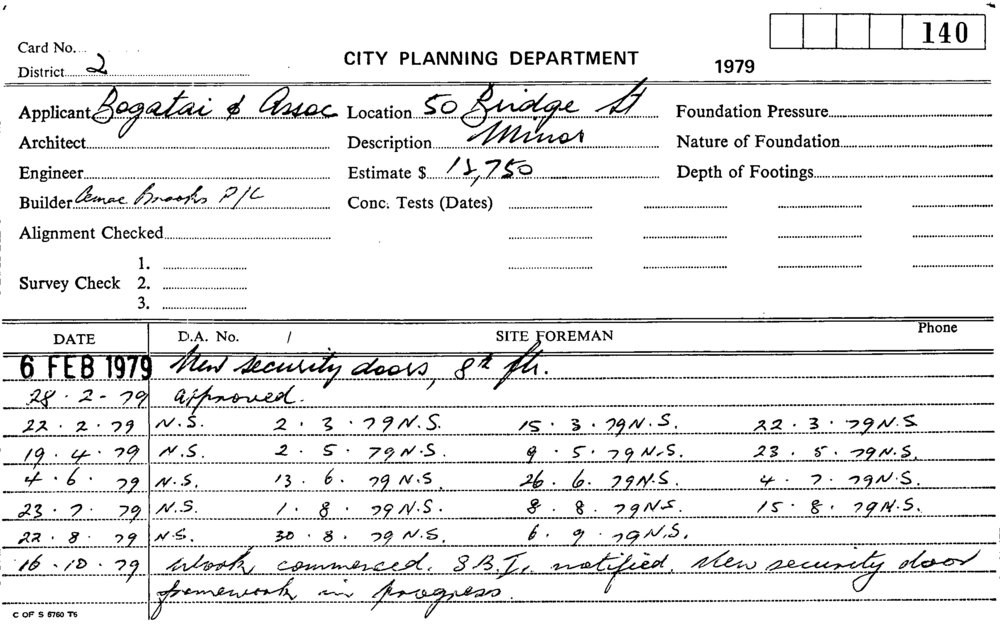 140
Card No.
CITY PLANNING DEPARTMENT
1979
District 2
Applicant Bogatai & Assoc Location 50 Bridge St Foundation Pressure
Architect Description Minor Nature of Foundation
Engineer Estimate $ 12,750 Depth of Footings
Builder Brooks P/L Conc. Tests (Dates)
Alignment Checked
1.
Survey Check 2.
3.
DATE D.A. No. / SITE FOREMAN Phone
6 FEB 1979 New security doors, 8th flr.
28.2-79 approved.
22.2.79 N.S. 2.3.79 N.S. 15.3.79 N.S. 22.3.79 N.S.
19.4.79 N.S. 2.5.79 N.S. 9.5.79 N.S. 23.5.79 N.S.
4.6.79 N.S. 13.6.79 N.S. 26.6.79 N.S. 4.7.79 N.S.
23.7.79 N.S. 1.8.79 N.S. 8.8.79 N.S. 15.8.79 N.S.
22.8.79 N.S. 30.8.79 N.S. 6.9.79 N.S.
16.10.79 Work commenced. S.B.I. notified. New security door
framework in progress.
C OF S 5760 T5